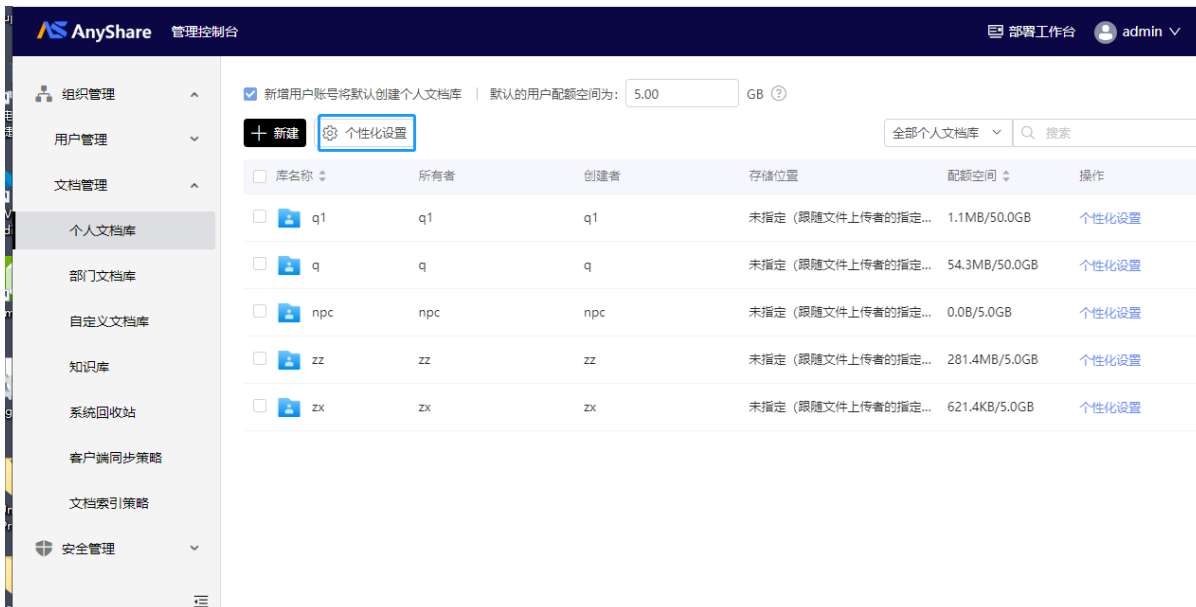 AnyShare 管理控制台 部署工作台 admin
组织管理
用户管理
文档管理
个人文档库
部门文档库
自定义文档库
知识库
系统回收站
客户端同步策略
文档索引策略
安全管理
新增用户账号将默认创建个人文档库 | 默认的用户配额空间为: 5.00 GB ?
新建 个性化设置 全部个人文档库 搜索
库名称 所有者 创建者 存储位置 配额空间 操作
q1 q1 q1 未指定（跟随文件上传者的指定... 1.1MB/50.0GB 个性化设置
q q q 未指定（跟随文件上传者的指定... 54.3MB/50.0GB 个性化设置
npc npc npc 未指定（跟随文件上传者的指定... 0.0B/5.0GB 个性化设置
zz zz zz 未指定（跟随文件上传者的指定... 281.4MB/5.0GB 个性化设置
zx zx zx 未指定（跟随文件上传者的指定... 621.4KB/5.0GB 个性化设置